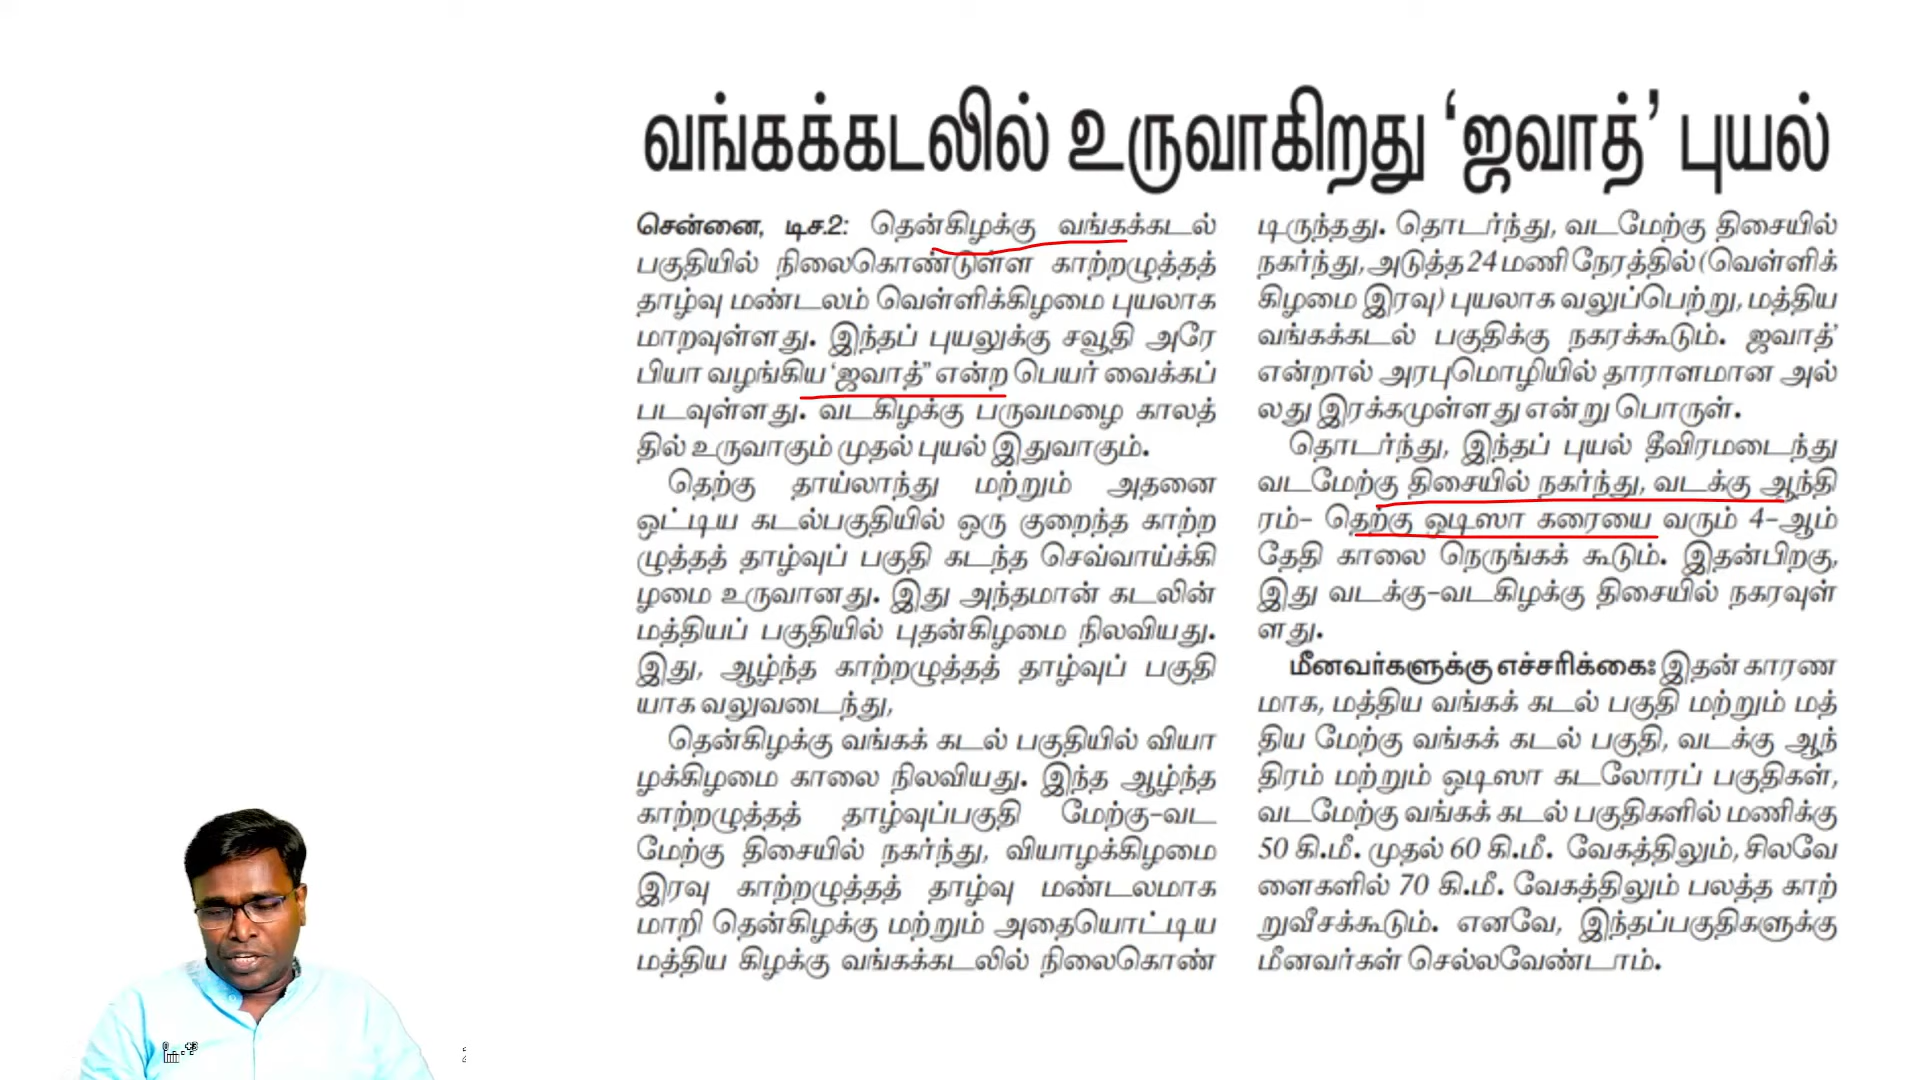 வங்கக்கடலில் உருவாகிறது ‘ஜவாத்’ புயல்
சென்னை, டிச.2: தென்கிழக்கு வங்கக்கடல்
பகுதியில் நிலைகொண்டுள்ள காற்றழுத்தத்
தாழ்வு மண்டலம் வெள்ளிக்கிழமை புயலாக
மாறவுள்ளது. இந்தப் புயலுக்கு சவூதி அரே
பியா வழங்கிய ‘ஜவாத்” என்ற பெயர் வைக்கப்
படவுள்ளது. வடகிழக்கு பருவமழை காலத்
தில் உருவாகும் முதல் புயல் இதுவாகும்.
தெற்கு தாய்லாந்து மற்றும் அதனை
ஒட்டிய கடல்பகுதியில் ஒரு குறைந்த காற்ற
ழுத்தத் தாழ்வுப் பகுதி கடந்த செவ்வாய்க்கி
ழமை உருவானது. இது அந்தமான் கடலின்
மத்தியப் பகுதியில் புதன்கிழமை நிலவியது.
இது, ஆழ்ந்த காற்றழுத்தத் தாழ்வுப் பகுதி
யாக வலுவடைந்து,
தென்கிழக்கு வங்கக் கடல் பகுதியில் வியா
ழக்கிழமை காலை நிலவியது. இந்த ஆழ்ந்த
காற்றழுத்தத் தாழ்வுப்பகுதி மேற்கு-வட
மேற்கு திசையில் நகர்ந்து, வியாழக்கிழமை
இரவு காற்றழுத்தத் தாழ்வு மண்டலமாக
மாறி தென்கிழக்கு மற்றும் அதையொட்டிய
மத்திய கிழக்கு வங்கக்கடலில் நிலைகொண்
டிருந்தது. தொடர்ந்து, வடமேற்கு திசையில்
நகர்ந்து, அடுத்த 24 மணி நேரத்தில் (வெள்ளிக்
கிழமை இரவு) புயலாக வலுப்பெற்று, மத்திய
வங்கக்கடல் பகுதிக்கு நகரக்கூடும். ஜவாத்’
என்றால் அரபுமொழியில் தாராளமான அல்
லது இரக்கமுள்ளது என்று பொருள்.
தொடர்ந்து, இந்தப் புயல் தீவிரமடைந்து
வடமேற்கு திசையில் நகர்ந்து, வடக்கு ஆந்தி
ரம்- தெற்கு ஒடிஸா கரையை வரும் 4-ஆம்
தேதி காலை நெருங்கக் கூடும். இதன்பிறகு,
இது வடக்கு-வடகிழக்கு திசையில் நகரவுள்
ளது.
மீனவர்களுக்கு எச்சரிக்கை: இதன் காரண
மாக, மத்திய வங்கக் கடல் பகுதி மற்றும் மத்
திய மேற்கு வங்கக் கடல் பகுதி, வடக்கு ஆந்
திரம் மற்றும் ஒடிஸா கடலோரப் பகுதிகள்,
வடமேற்கு வங்கக் கடல் பகுதிகளில் மணிக்கு
50 கி.மீ. முதல் 60 கி.மீ. வேகத்திலும், சிலவே
ளைகளில் 70 கி.மீ. வேகத்திலும் பலத்த காற்
றுவீசக்கூடும். எனவே, இந்தப்பகுதிகளுக்கு
மீனவர்கள் செல்லவேண்டாம்.